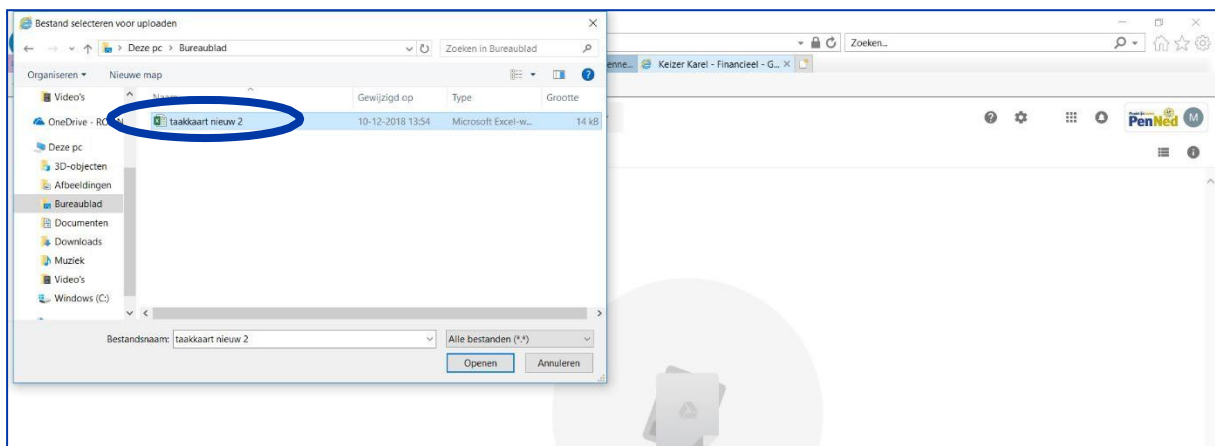 Bestand selecteren voor uploaden
Deze pc > Bureaublad
Zoeken in Bureaublad
Zoeken...
Keizer Karel - Financieel - G...
Organiseren
Nieuwe map
Video's
Gewijzigd op
Type
Grootte
OneDrive -
taakkaart nieuw 2
10-12-2018 13:54
Microsoft Excel-w...
14 kB
PenNed
M
Deze pc
3D-objecten
Afbeeldingen
Bureaublad
Documenten
Downloads
Muziek
Video's
Windows (C:)
Bestandsnaam: taakkaart nieuw 2
Alle bestanden (*.*)
Openen
Annuleren